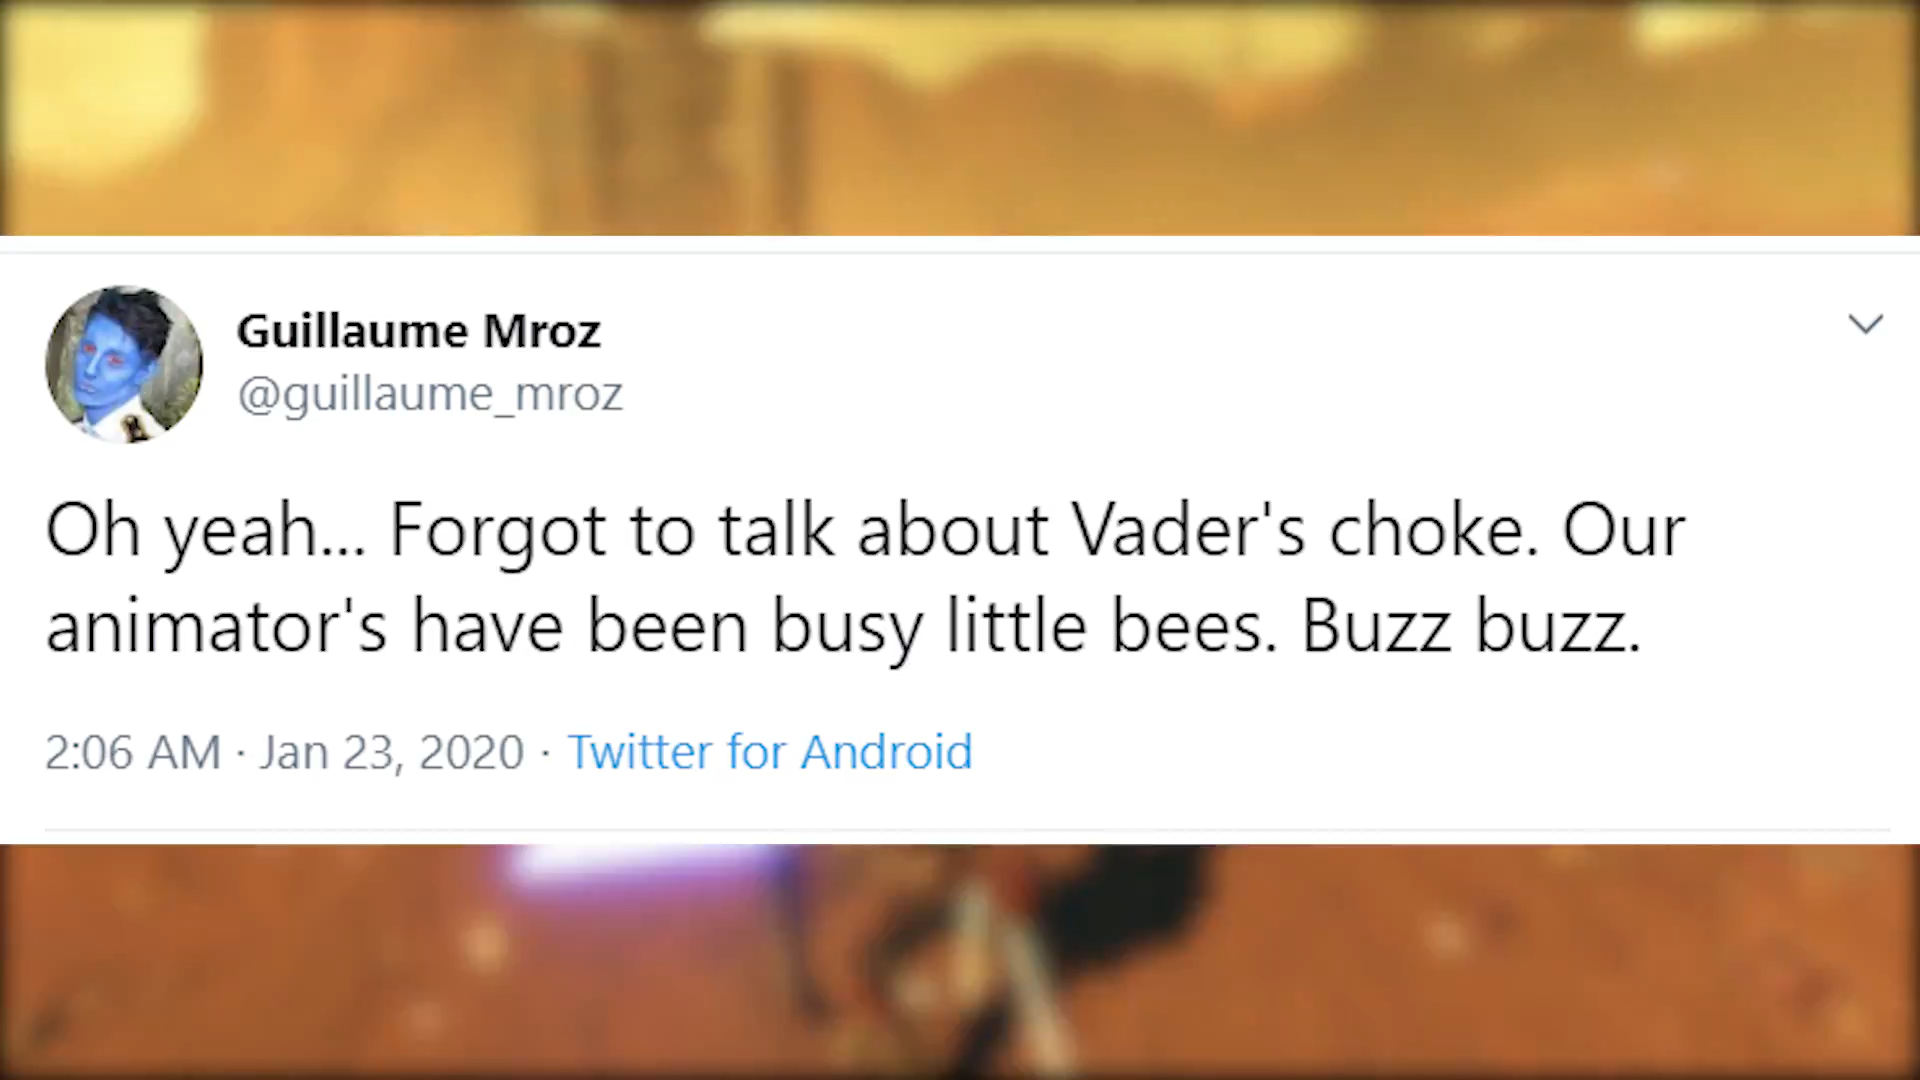 Guillaume Mroz
@guillaume_mroz
Oh yeah... Forgot to talk about Vader's choke. Our
animator's have been busy little bees. Buzz buzz.
2:06 AM · Jan 23, 2020 · Twitter for Android